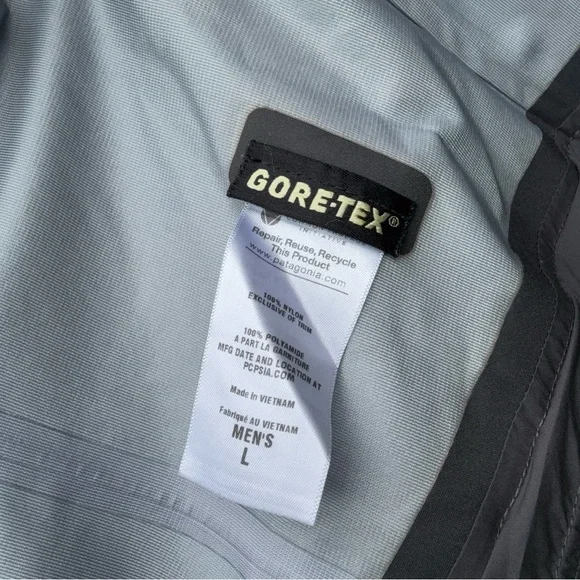 GORE-TEX®
INITIATIVE
Repair, Reuse, Recycle
This Product
www.patagonia.com
100% NYLON
EXCLUSIVE OF TRIM
100% POLYAMIDE
A PART LA GARNITURE
MFG DATE AND LOCATION AT
PCPSIA.COM
Made in VIETNAM
Fabriqué AU VIETNAM
MEN'S
L